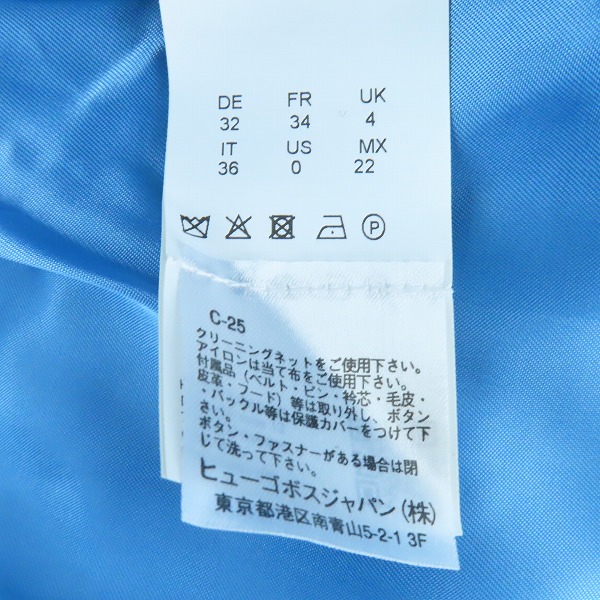 DE FR UK
32 34 4
IT US MX
36 0 22
P
C-25
クリーニングネットをご使用下さい。
アイロンは当て布をご使用下さい。
付属品(ベルト・ピン・衿芯・毛皮・
皮革・フード)等は取り外し、ボタン
・バックル等は保護カバーをつけて下
さい。
ボタン・ファスナーがある場合は閉
じて洗って下さい。
ヒューゴボスジャパン(株)
東京都港区南青山5-2-1 3F